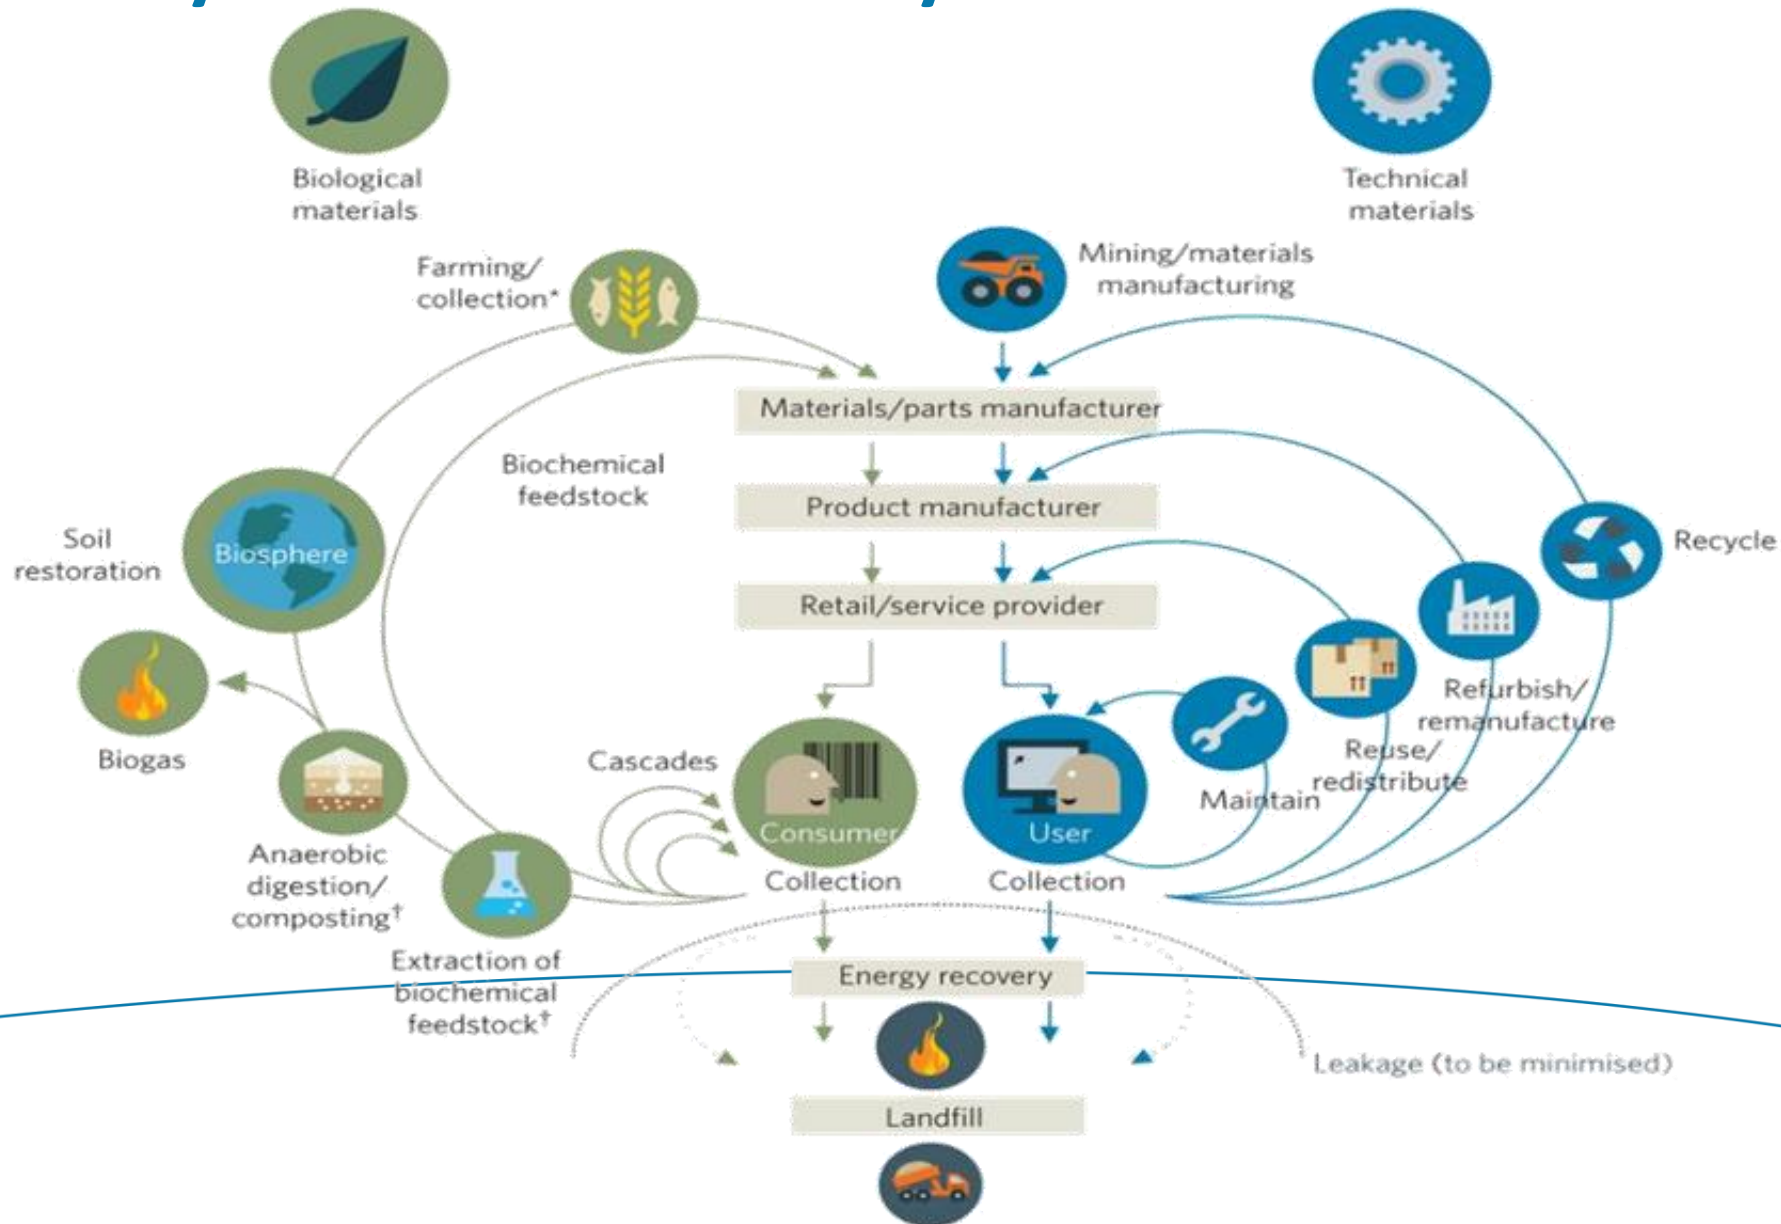 Biological
materials
Technical
materials
Farming/
collection*
Mining/materials
manufacturing
Materials/parts manufacturer
Biochemical
feedstock
Product manufacturer
Soil
restoration
Biosphere
Recycle
Retail/service provider
Biogas
Refurbish/
remanufacture
Reuse/
redistribute
Maintain
Cascades
Consumer
User
Collection
Collection
Anaerobic
digestion/
composting†
Extraction of
biochemical
feedstock†
Energy recovery
Leakage (to be minimised)
Landfill